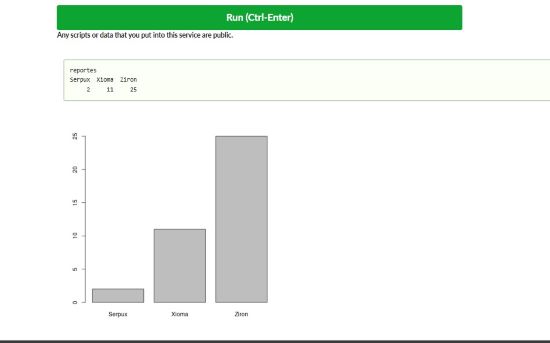 Run (Ctrl-Enter)
Any scripts or data that you put into this service are public.
reportes
Serpux Xioma Ziron
2 11 25
25
20
15
10
5
0
Serpux Xioma Ziron